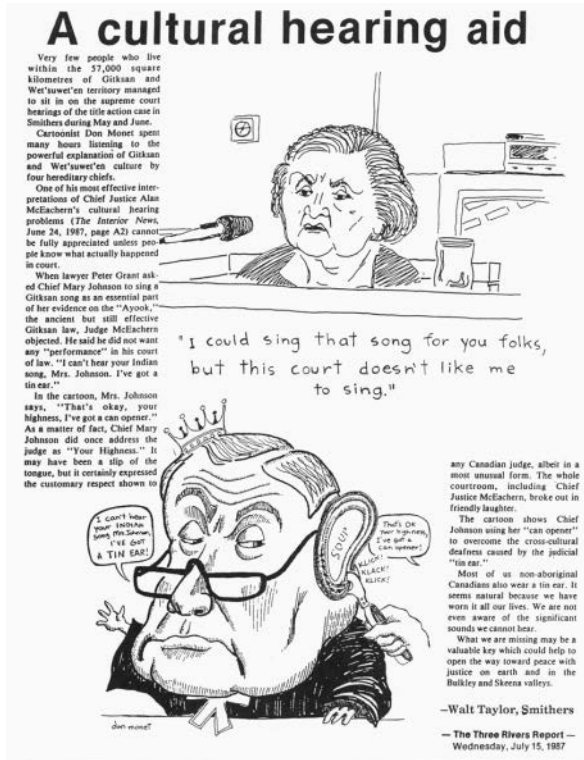 A cultural hearing aid
Very few people who live
within the 57,000 square
kilometres of Gitksan and
Wet'suwet'en territory managed
to sit in on the supreme court
hearings of the title action case in
Smithers during May and June.
Cartoonist Don Monet spent
many hours listening to the
powerful explanation of Gitksan
and Wet'suwet'en culture by
four hereditary chiefs.
One of his most effective inter-
pretations of Chief Justice Alan
McEachern's cultural hearing
problems (The Interior News,
June 24, 1987, page A2) cannot
be fully appreciated unless peo-
ple know what actually happened
in court.
When lawyer Peter Grant ask-
ed Chief Mary Johnson to sing a
Gitksan song as an essential part
of her evidence on the "Ayook,"
the ancient but still effective
Gitksan law, Judge McEachern
objected. He said he did not want
any "performance" in his court
of law. "I can't hear your Indian
song, Mrs. Johnson. I've got a
tin ear."
In the cartoon, Mrs. Johnson
says, "That's okay, your
highness, I've got a can opener."
As a matter of fact, Chief Mary
Johnson did once address the
judge as "Your Highness." It
may have been a slip of the
tongue, but it certainly expressed
the customary respect shown to
"I could sing that song for you folks,
but this court doesn't like me
to sing."
I can't hear
your INDIAN
song Mrs. Johnson,
I'VE GOT
A TIN EAR!
SOUP
That's OK
Your highness,
I've got a
can opener!
KLICK!
KLACK!
KLICK!
don monet
any Canadian judge, albeit in a
most unusual form. The whole
courtroom, including Chief
Justice McEachern, broke out in
friendly laughter.
The cartoon shows Chief
Johnson using her "can opener"
to overcome the cross-cultural
deafness caused by the judicial
"tin ear."
Most of us non-aboriginal
Canadians also wear a tin ear. It
seems natural because we have
worn it all our lives. We are not
even aware of the significant
sounds we cannot hear.
What we are missing may be a
valuable key which could help to
open the way toward peace with
justice on earth and in the
Bulkley and Skeena valleys.
–Walt Taylor, Smithers
— The Three Rivers Report —
Wednesday, July 15, 1987